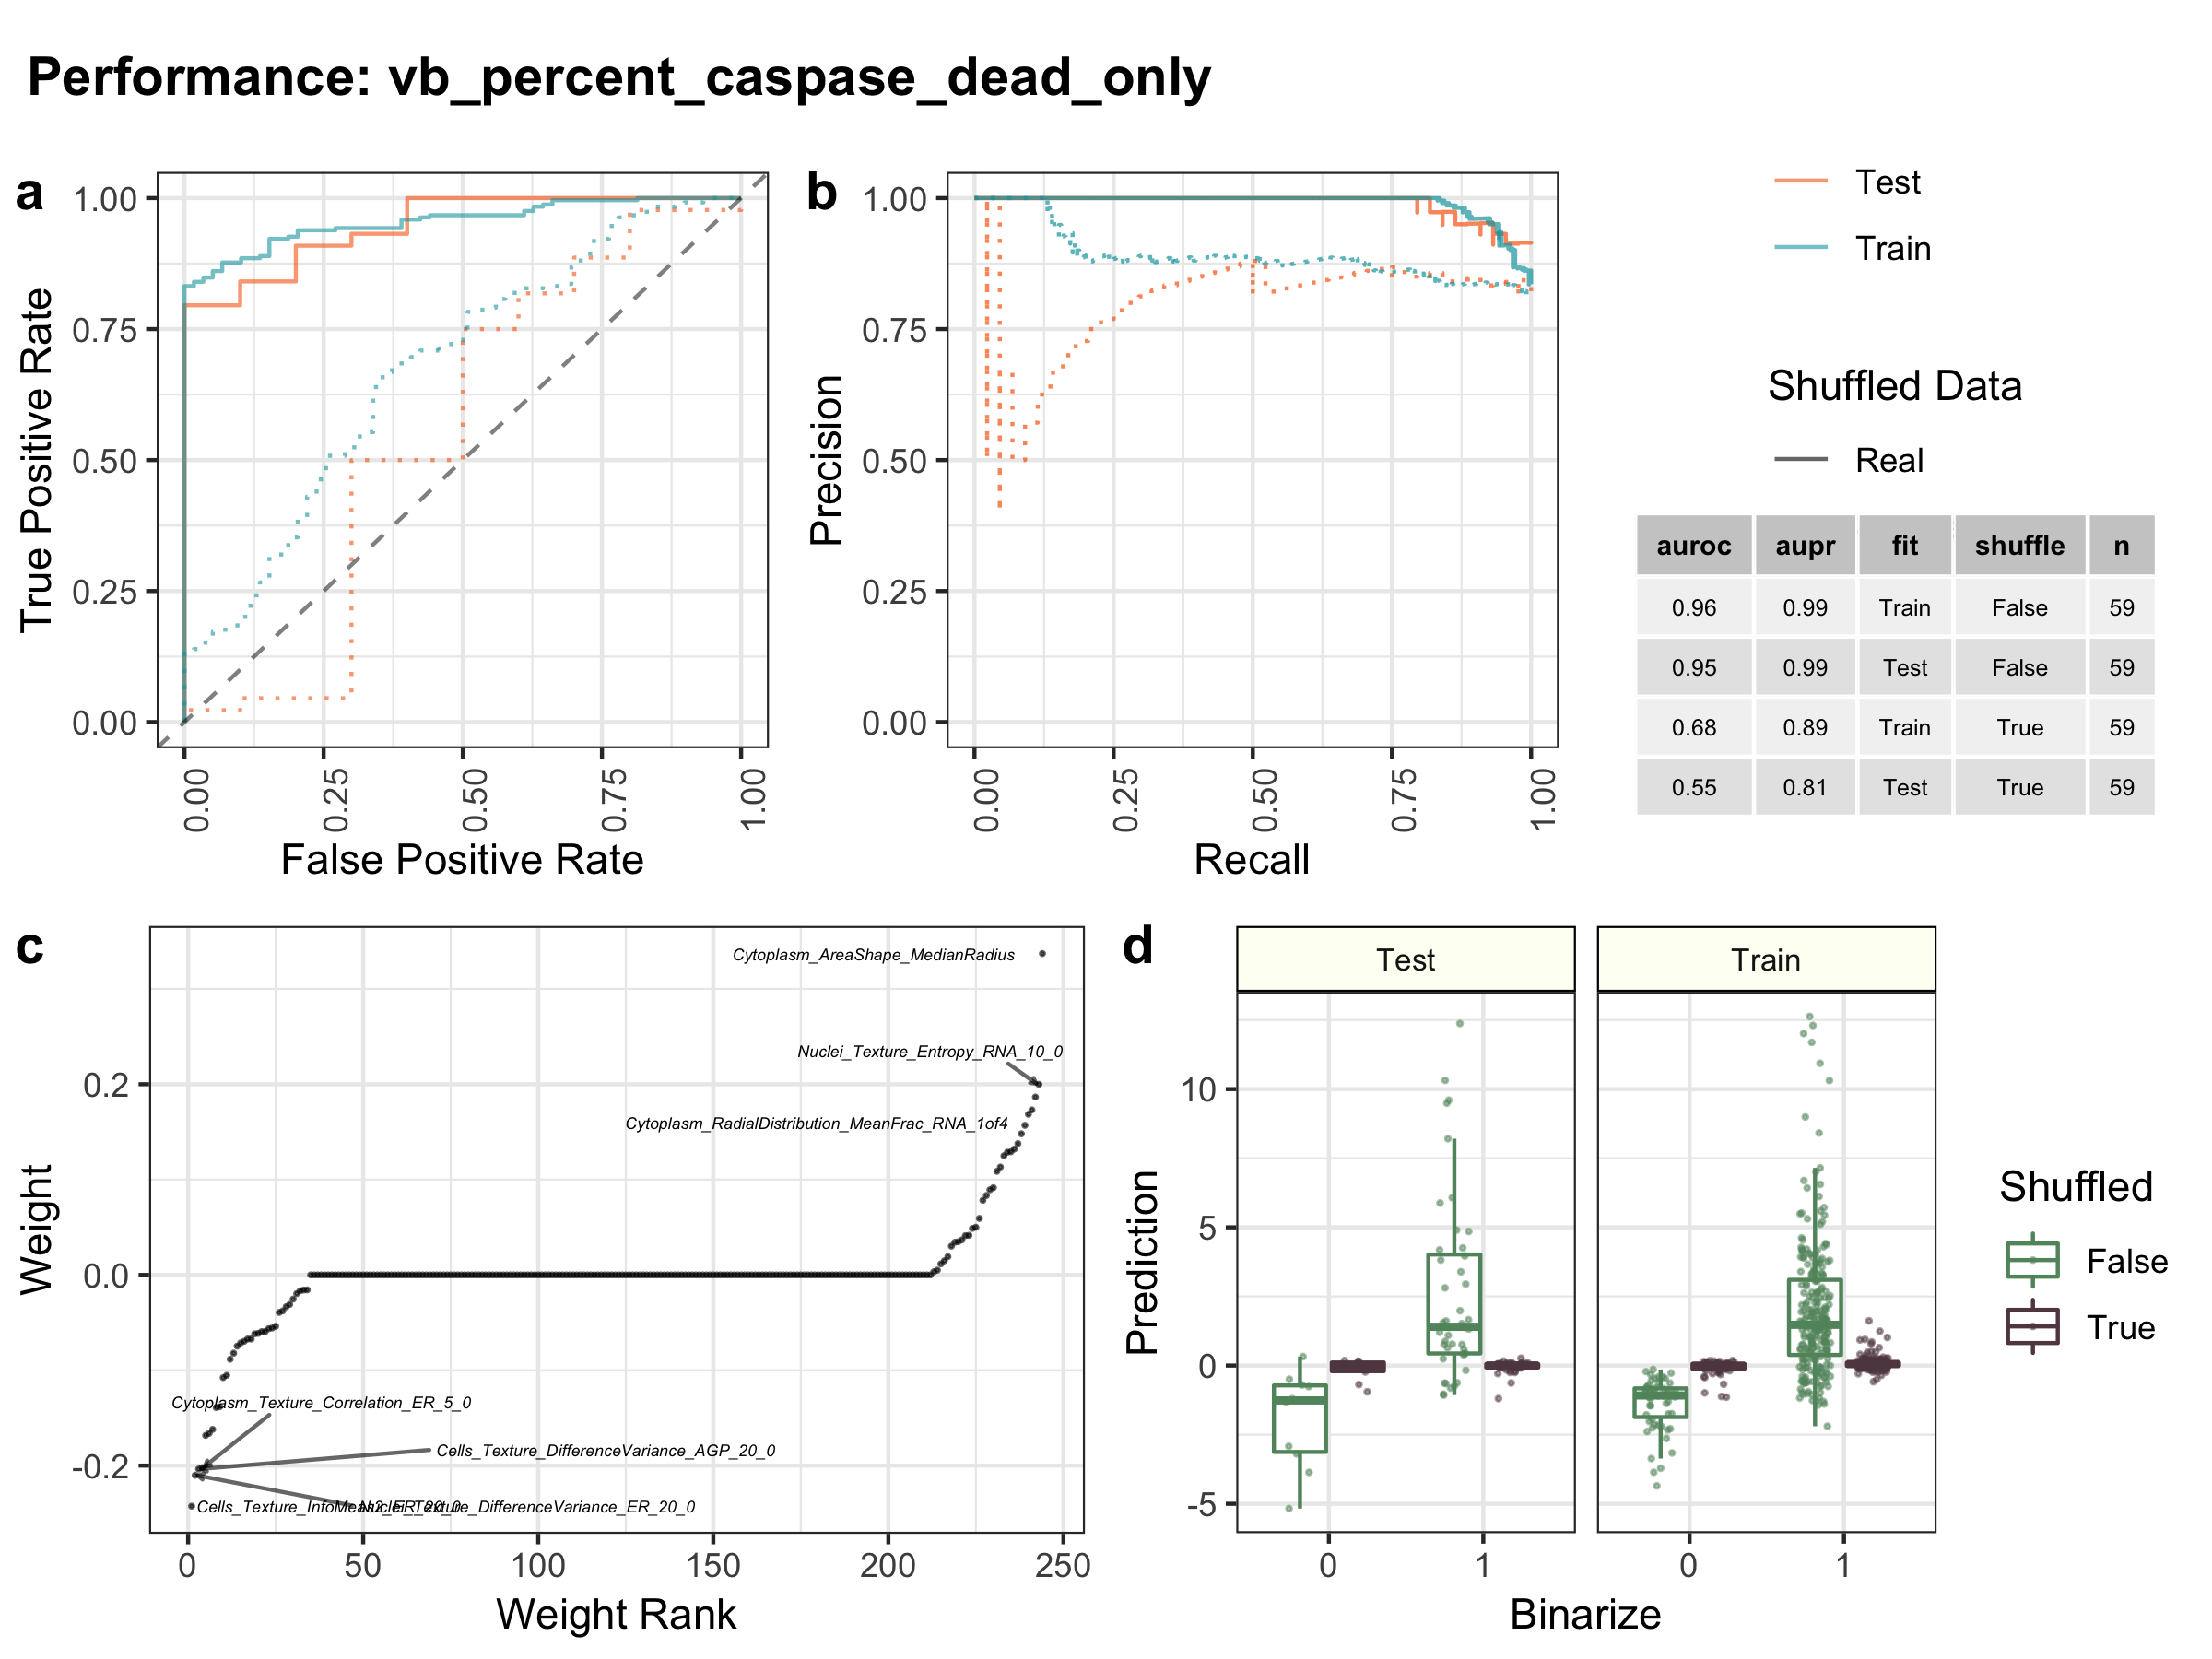 Performance: vb_percent_caspase_dead_only
a
1.00
0.75
0.50
0.25
0.00
True Positive Rate
0.00
0.25
0.50
0.75
1.00
False Positive Rate
b
1.00
0.75
0.50
0.25
0.00
Precision
0.00
0.25
0.50
0.75
1.00
Recall
Test
Train
Shuffled Data
Real
auroc aupr fit shuffle n
0.96 0.99 Train False 59
0.95 0.99 Test False 59
0.68 0.89 Train True 59
0.55 0.81 Test True 59
c
0.2
0.0
-0.2
Weight
Cytoplasm_AreaShape_MedianRadius
Nuclei_Texture_Entropy_RNA_10_0
Cytoplasm_RadialDistribution_MeanFrac_RNA_1of4
Cytoplasm_Texture_Correlation_ER_5_0
Cells_Texture_DifferenceVariance_AGP_20_0
Cells_Texture_InfoMeas2_ER_20_0
Nuclei_Texture_DifferenceVariance_ER_20_0
0
50
100
150
200
250
Weight Rank
d
Test
Train
10
5
0
-5
Prediction
0
1
0
1
Binarize
Shuffled
False
True